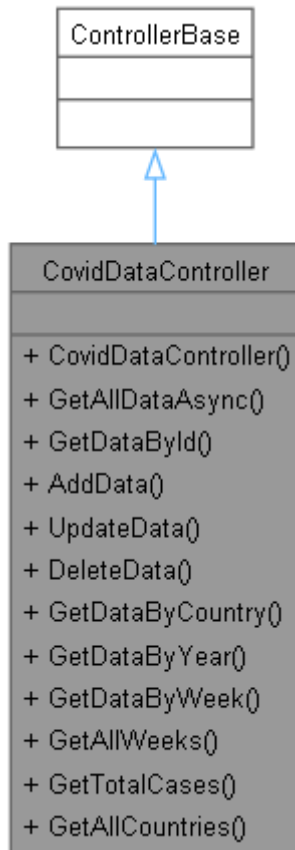 ControllerBase
CovidDataController
+ CovidDataController()
+ GetAllDataAsync()
+ GetDataById()
+ AddData()
+ UpdateData()
+ DeleteData()
+ GetDataByCountry()
+ GetDataByYear()
+ GetDataByWeek()
+ GetAllWeeks()
+ GetTotalCases()
+ GetAllCountries()